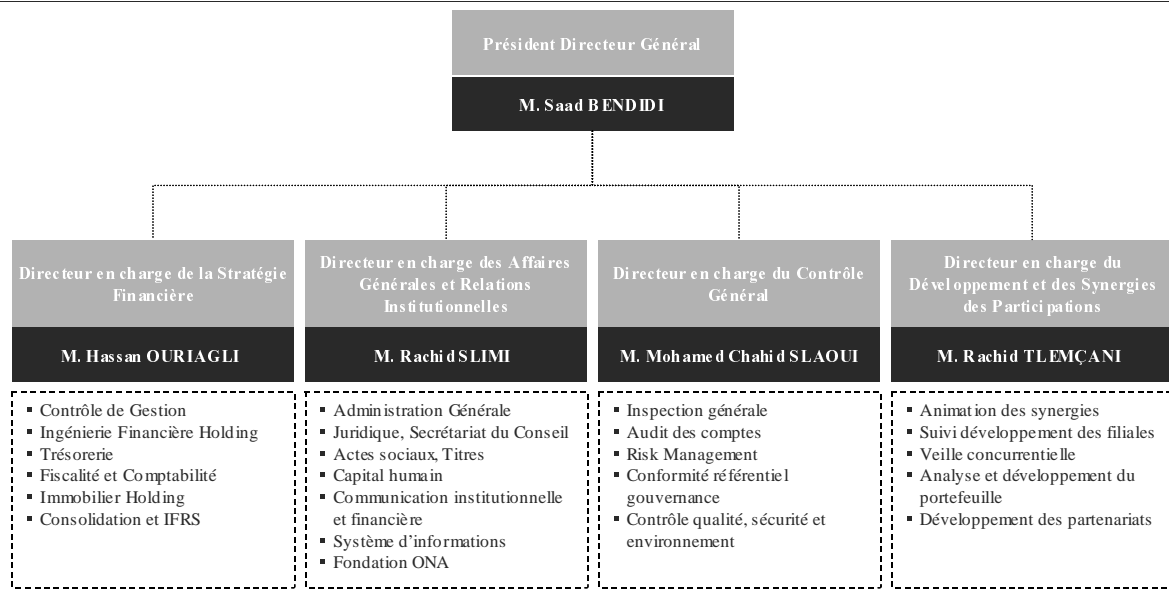 Président Directeur Général
M. Saad BENDIDI
Directeur en charge de la Stratégie
Financière
M. Hassan OURIAGLI
▪ Contrôle de Gestion
▪ Ingénierie Financière Holding
▪ Trésorerie
▪ Fiscalité et Comptabilité
▪ Immobilier Holding
▪ Consolidation et IFRS
Directeur en charge des Affaires
Générales et Relations
Institutionnelles
M. Rachid SLIMI
▪ Administration Générale
▪ Juridique, Secrétariat du Conseil
▪ Actes sociaux, Titres
▪ Capital humain
▪ Communication institutionnelle
et financière
▪ Système d’informations
▪ Fondation ONA
Directeur en charge du Contrôle
Général
M. Mohamed Chahid SLAOUI
▪ Inspection générale
▪ Audit des comptes
▪ Risk Management
▪ Conformité référentiel
gouvernance
▪ Contrôle qualité, sécurité et
environnement
Directeur en charge du
Développement et des Synergies
des Participations
M. Rachid TLEMÇANI
▪ Animation des synergies
▪ Suivi développement des filiales
▪ Veille concurrentielle
▪ Analyse et développement du
portefeuille
▪ Développement des partenariats